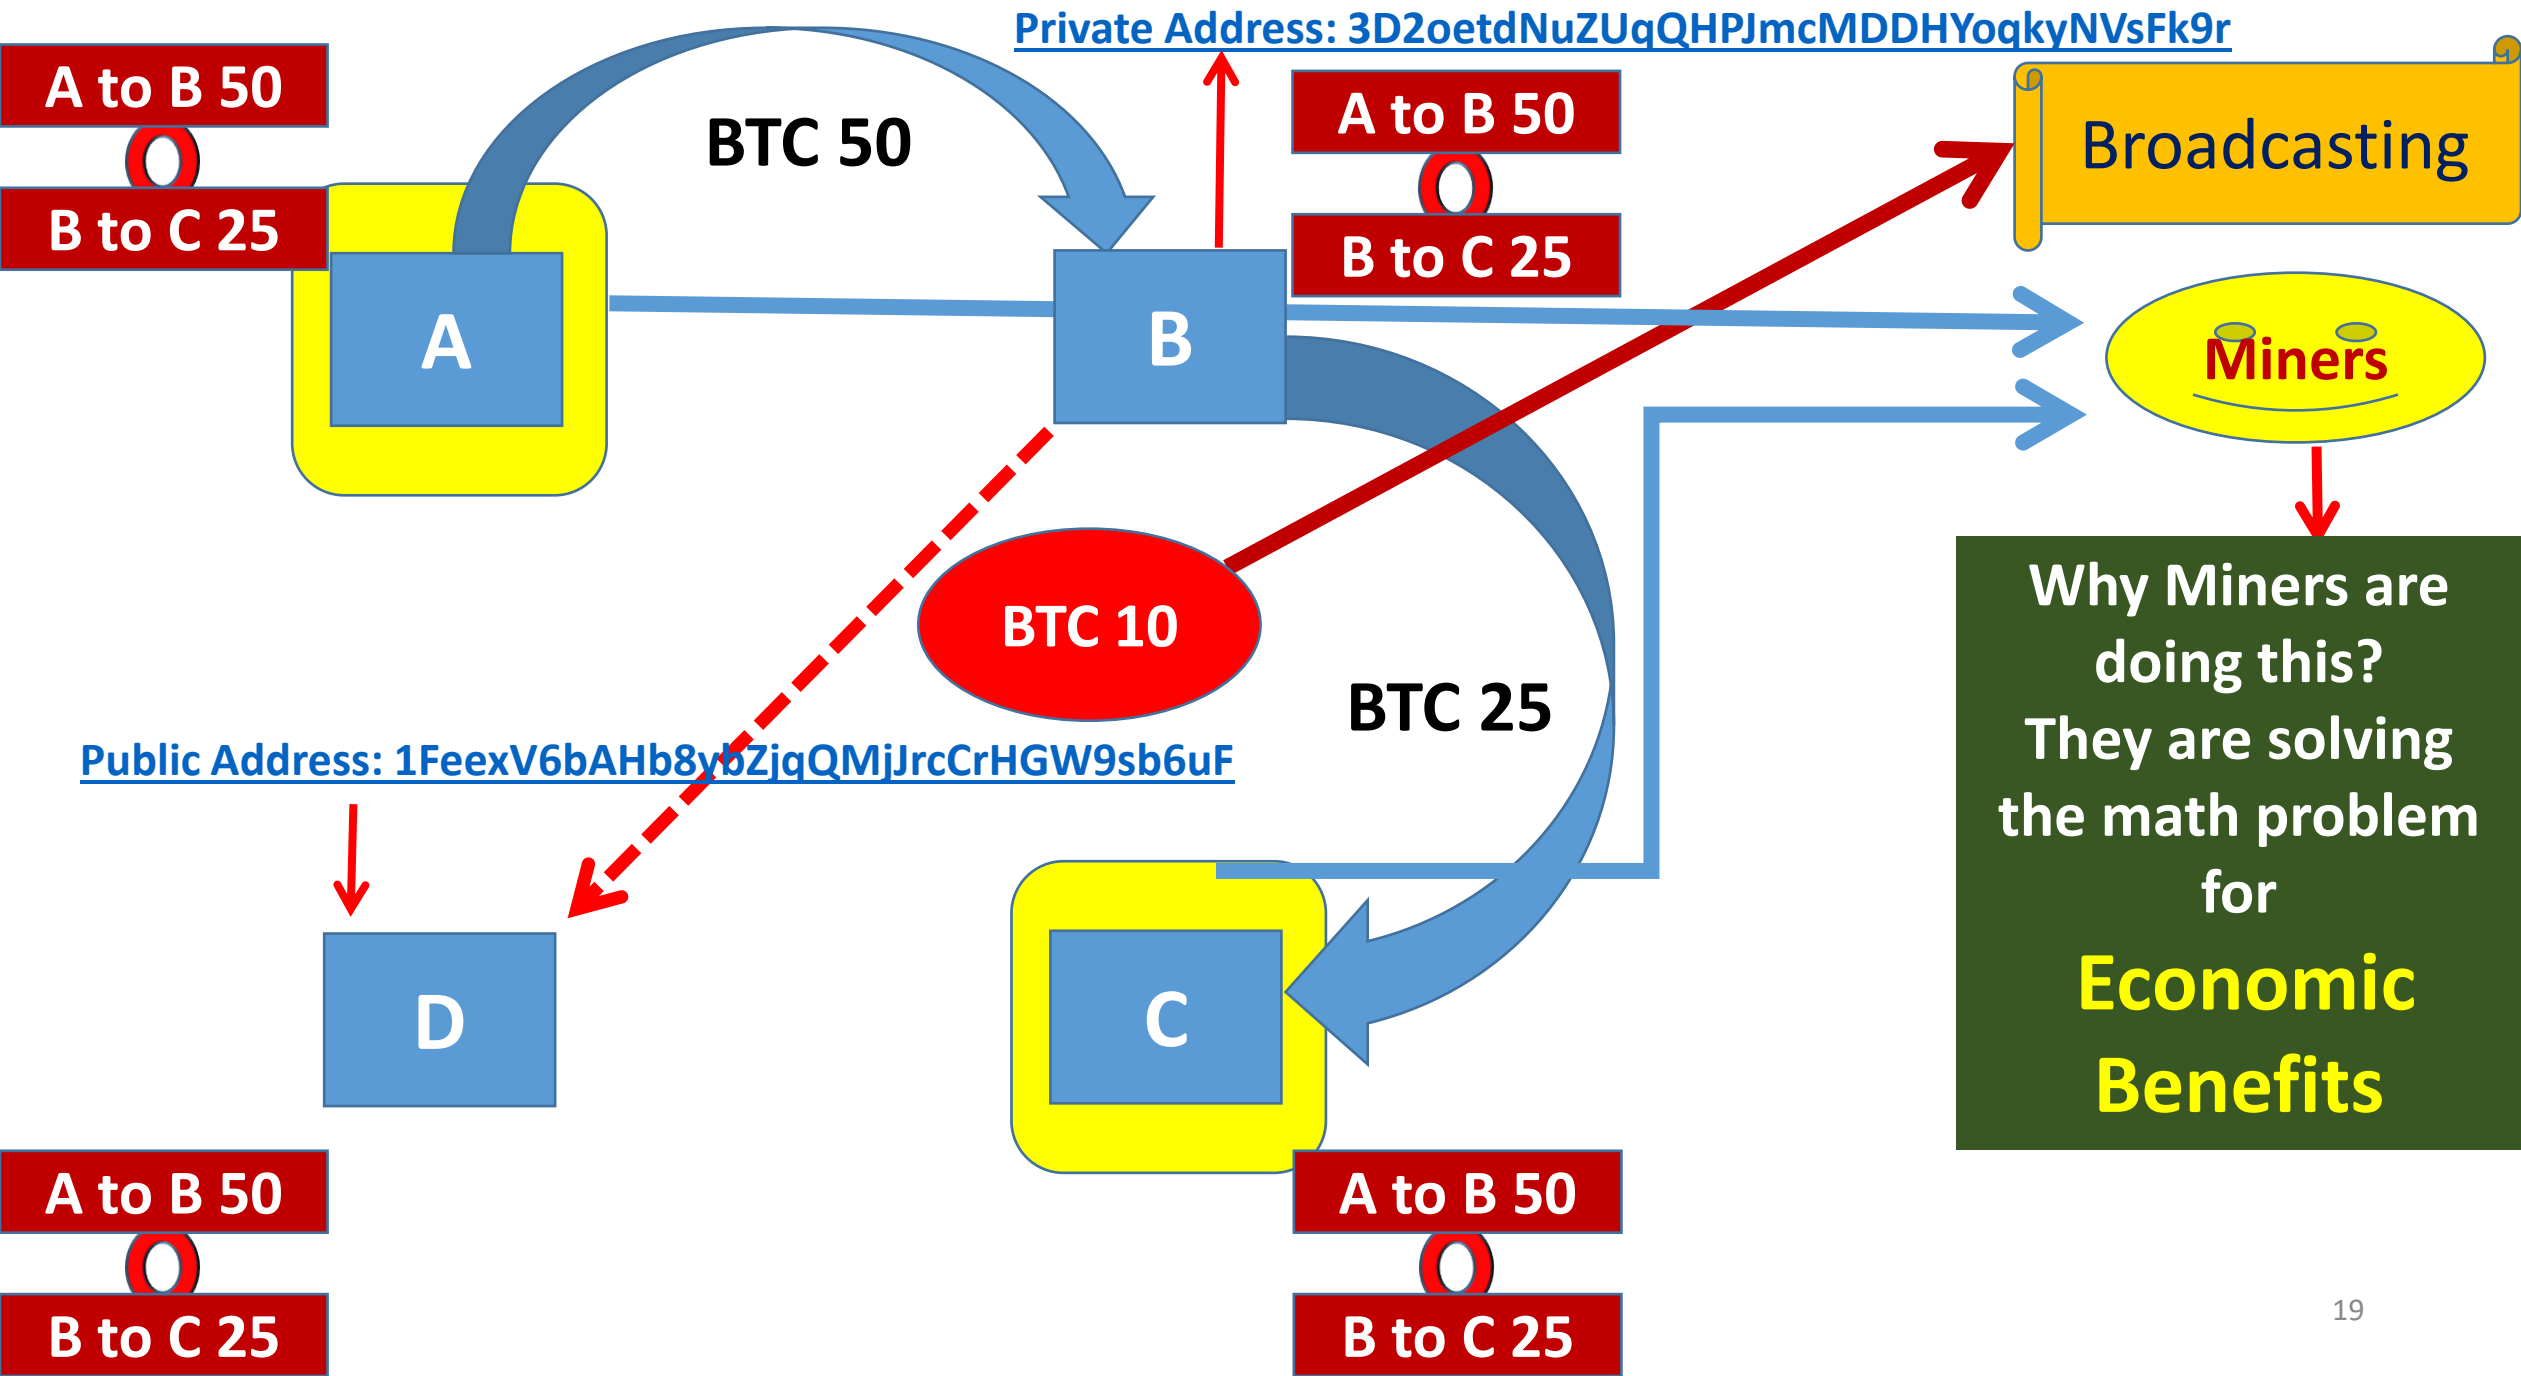 Private Address: 3D2oetdNuZUqQHPJmcMDDHYoqkyNVsFk9r
A to B 50
B to C 25
BTC 50
A to B 50
B to C 25
Broadcasting
A
B
Miners
BTC 10
BTC 25
Public Address: 1FeexV6bAHb8ybZjqQMjJrcCrHGW9sb6uF
Why Miners are
doing this?
They are solving
the math problem
for
Economic
Benefits
D
C
A to B 50
B to C 25
A to B 50
B to C 25
19